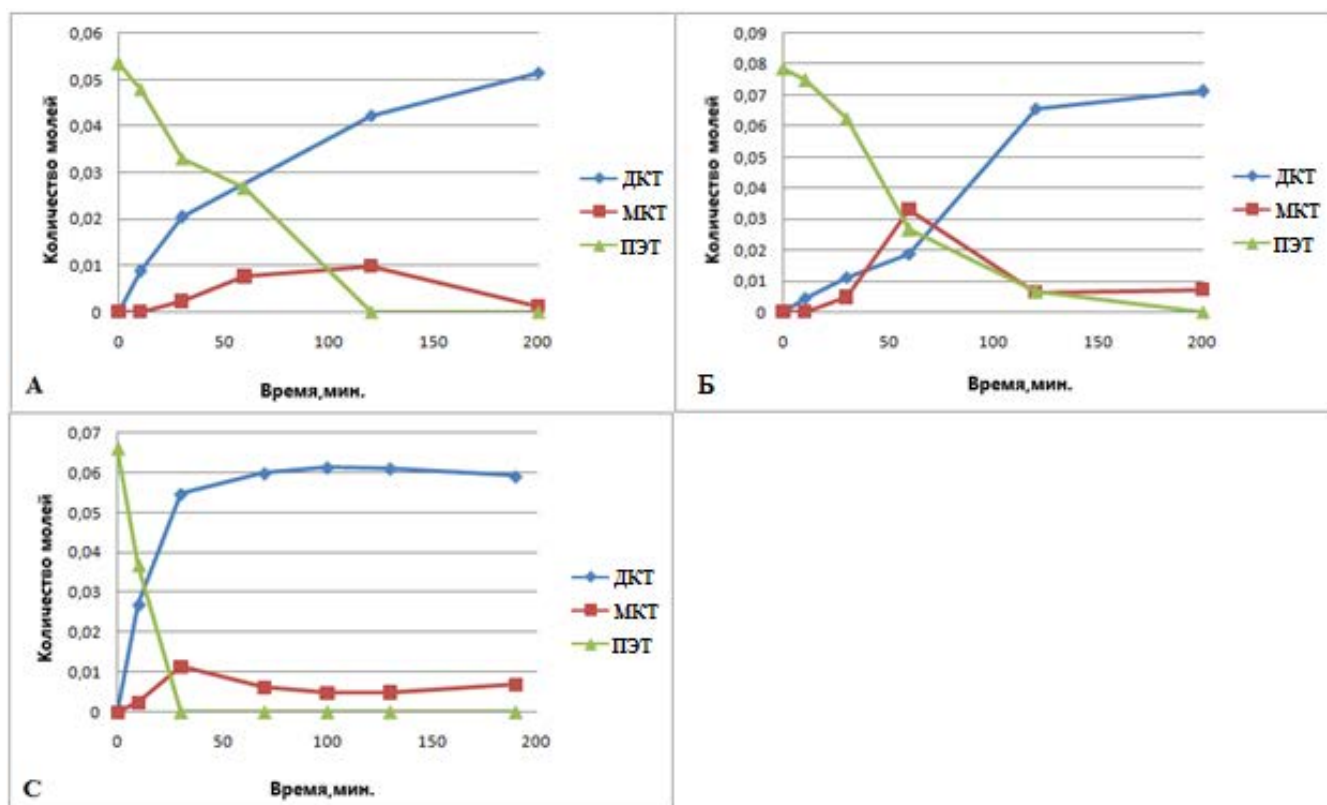 0,06
0,05
0,04
0,03
0,02
0,01
0
Количество молей
0 50 100 150 200
Время,мин.
ДКТ
МКТ
ПЭТ
А
0,09
0,08
0,07
0,06
0,05
0,04
0,03
0,02
0,01
0
Количество молей
0 50 100 150 200
Время,мин.
ДКТ
МКТ
ПЭТ
Б
0,07
0,06
0,05
0,04
0,03
0,02
0,01
0
Количество молей
0 50 100 150 200
Время,мин.
ДКТ
МКТ
ПЭТ
С